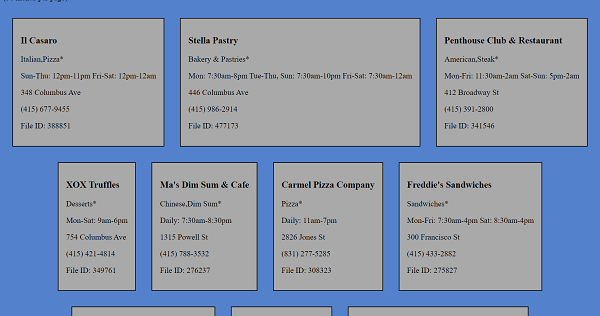 Il Casaro
Italian,Pizza*
Sun-Thu: 12pm-11pm Fri-Sat: 12pm-12am
348 Columbus Ave
(415) 677-9455
File ID: 388851
Stella Pastry
Bakery & Pastries*
Mon: 7:30am-8pm Tue-Thu, Sun: 7:30am-10pm Fri-Sat: 7:30am-12am
446 Columbus Ave
(415) 986-2914
File ID: 477173
Penthouse Club & Restaurant
American,Steak*
Mon-Fri: 11:30am-2am Sat-Sun: 5pm-2am
412 Broadway St
(415) 391-2800
File ID: 341546
XOX Truffles
Desserts*
Mon-Sat: 9am-6pm
754 Columbus Ave
(415) 421-4814
File ID: 349761
Ma's Dim Sum & Cafe
Chinese,Dim Sum*
Daily: 7:30am-8:30pm
1315 Powell St
(415) 788-3532
File ID: 276237
Carmel Pizza Company
Pizza*
Daily: 11am-7pm
2826 Jones St
(831) 277-5285
File ID: 308323
Freddie's Sandwiches
Sandwiches*
Mon-Fri: 7:30am-4pm Sat: 8:30am-4pm
300 Francisco St
(415) 433-2882
File ID: 275827